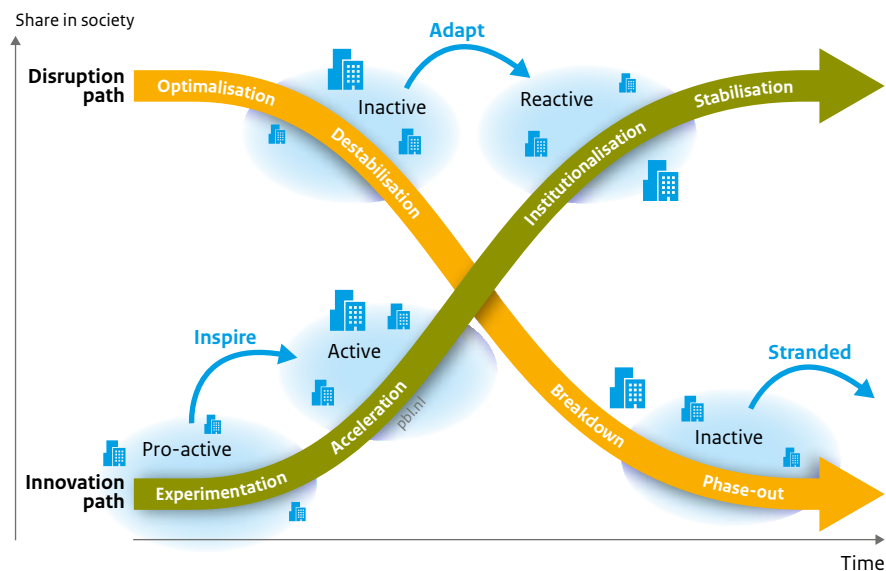 Share in society
Adapt
Disruption
path
Optimalisation
Inactive
Reactive
Stabilisation
Destabilisation
Institutionalisation
Inspire
Active
Stranded
Acceleration
pbl.nl
Breakdown
Inactive
Pro-active
Innovation
path
Experimentation
Phase-out
Time